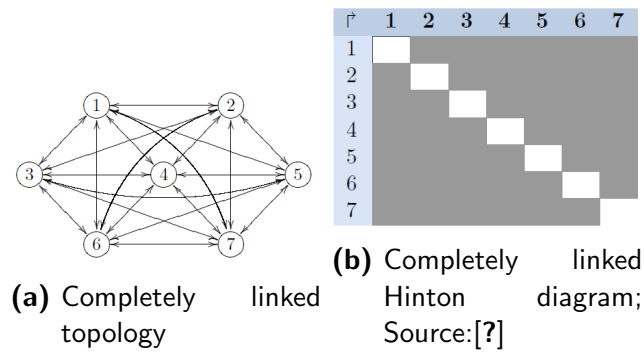 1 2
3 4 5
6 7
(a) Completely linked
topology
↱ 1 2 3 4 5 6 7
1
2
3
4
5
6
7
(b) Completely linked
Hinton diagram;
Source:[?]